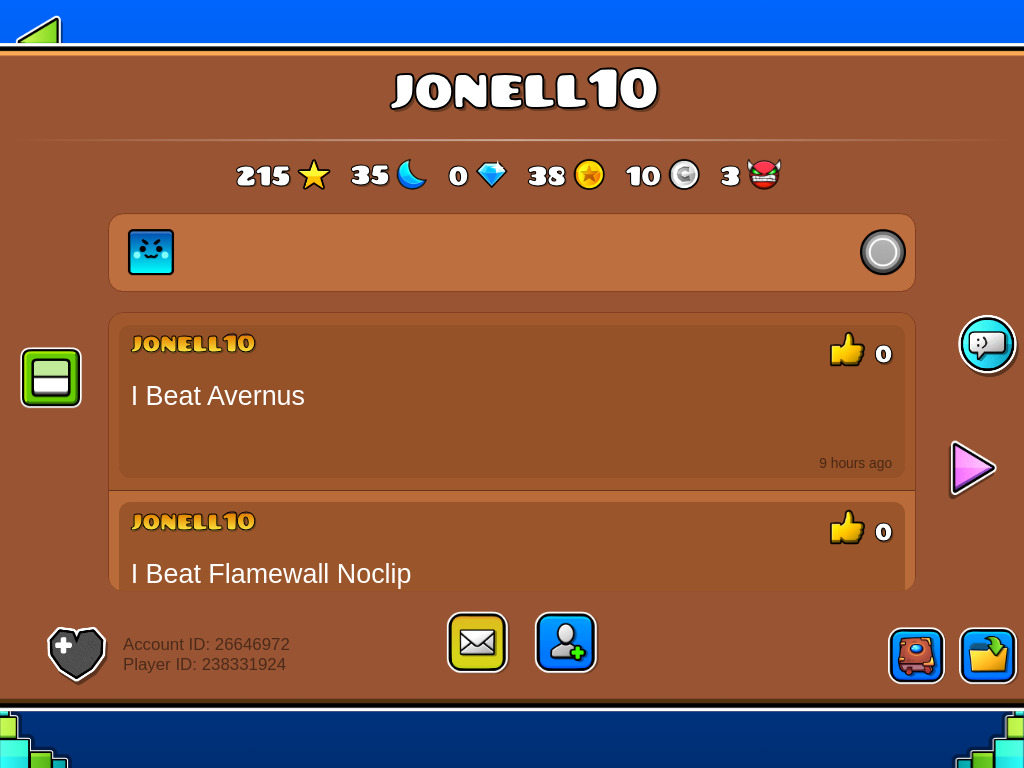 JONELL10
215 35 0 38 10 3
JONELL10
0
I Beat Avernus
9 hours ago
JONELL10
0
I Beat Flamewall Noclip
Account ID: 26646972
Player ID: 238331924